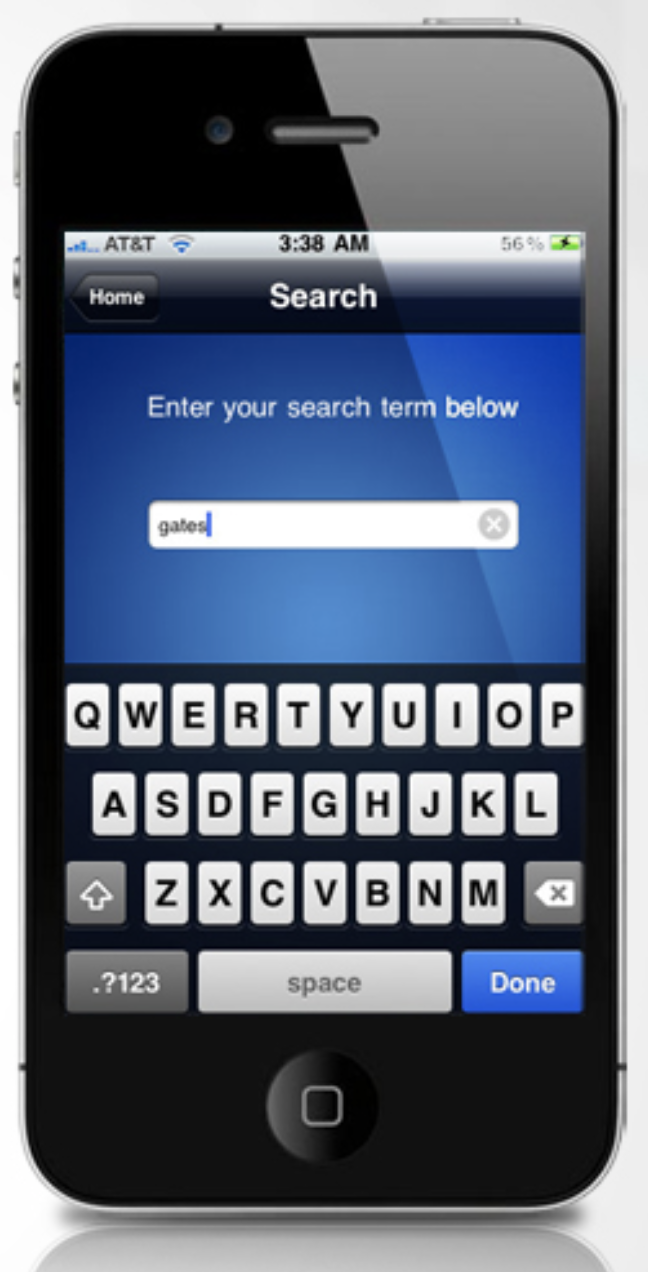 AT&T 3:38 AM 56%
Home Search
Enter your search term below
gates
Q W E R T Y U I O P
A S D F G H J K L
Z X C V B N M
.?123 space Done